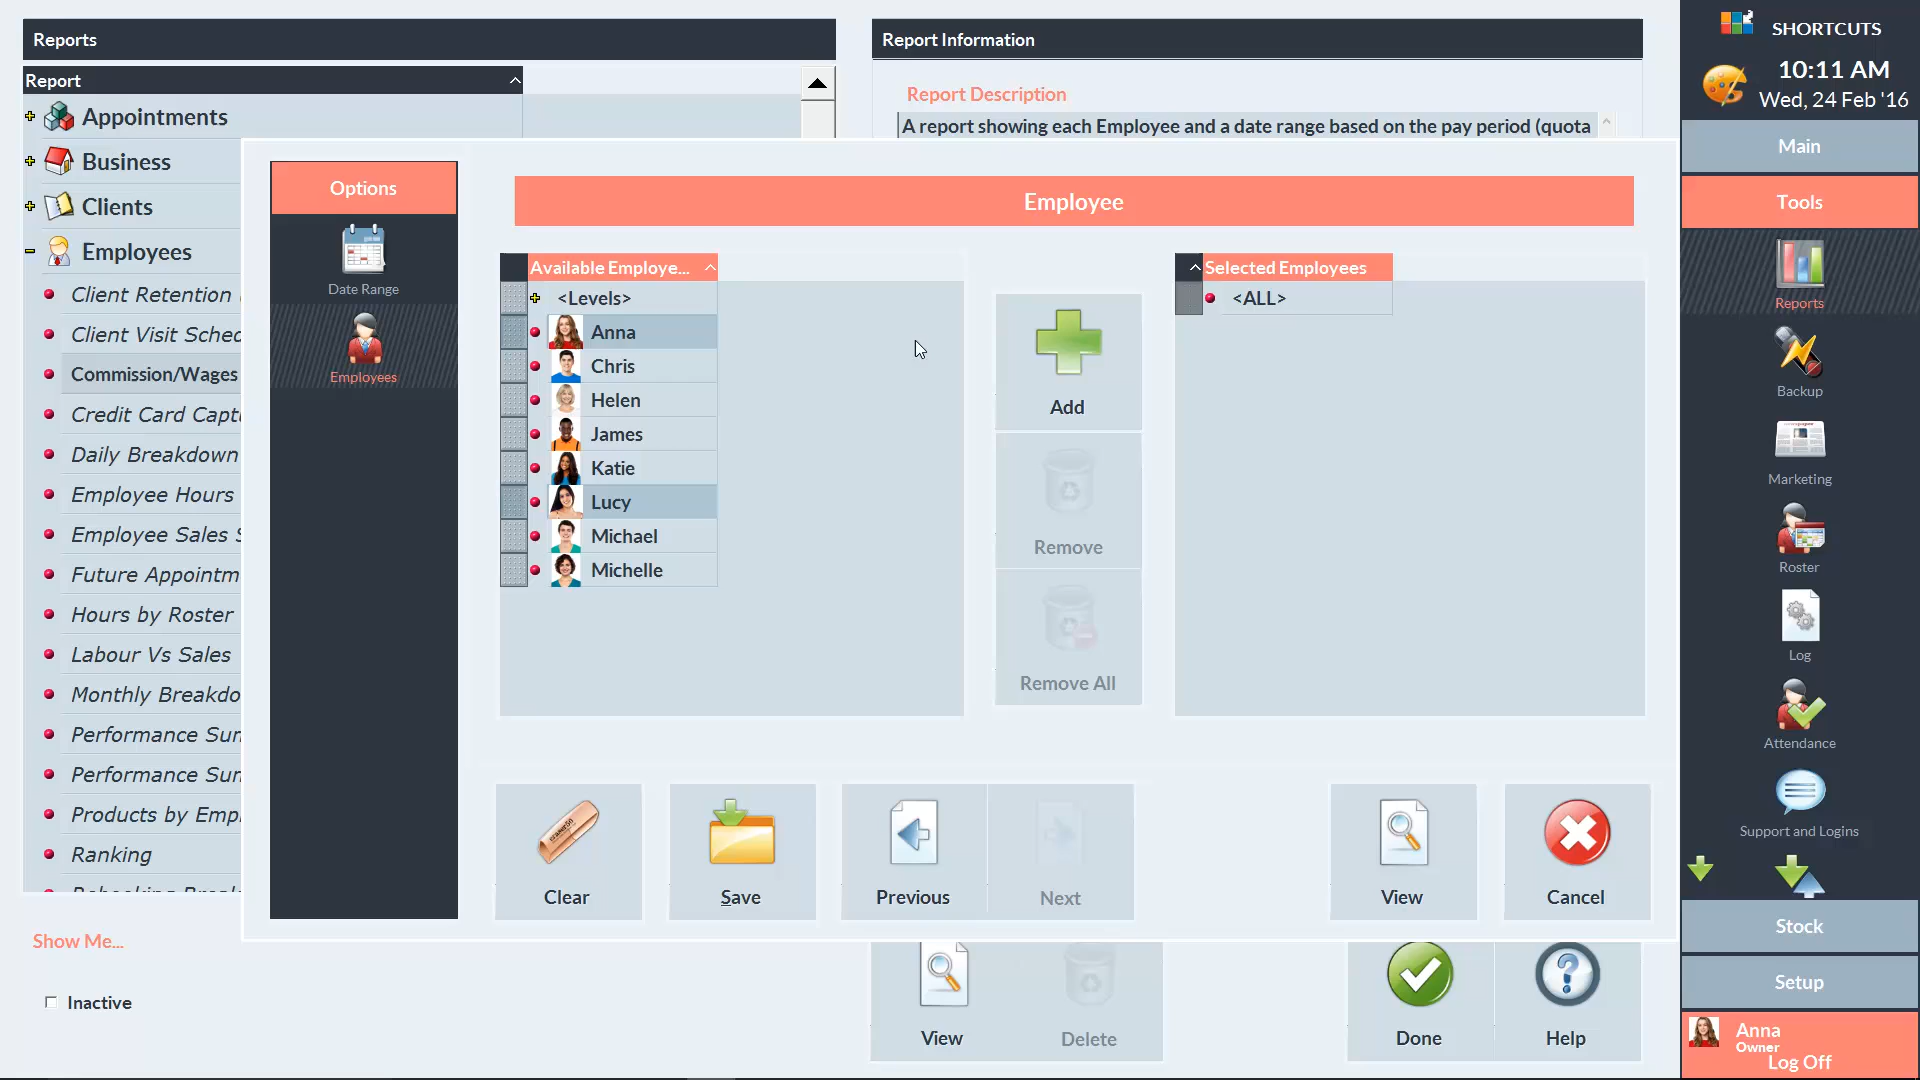 Reports
Report
Appointments
Business
Clients
Employees
Client Retention
Client Visit Sched
Commission/Wages
Credit Card Captu
Daily Breakdown
Employee Hours
Employee Sales S
Future Appointm
Hours by Roster
Labour Vs Sales
Monthly Breakdo
Performance Sum
Performance Sum
Products by Empl
Ranking
Show Me...
Inactive
Report Information
Report Description
A report showing each Employee and a date range based on the pay period (quota
Options
Date Range
Employees
Employee
Available Employe...
<Levels>
Anna
Chris
Helen
James
Katie
Lucy
Michael
Michelle
Add
Remove
Remove All
Selected Employees
<ALL>
Clear
Save
Previous
Next
View
Cancel
View
Delete
Done
Help
SHORTCUTS
10:11 AM
Wed, 24 Feb '16
Main
Tools
Reports
Backup
Marketing
Roster
Log
Attendance
Support and Logins
Stock
Setup
Anna
Owner
Log Off